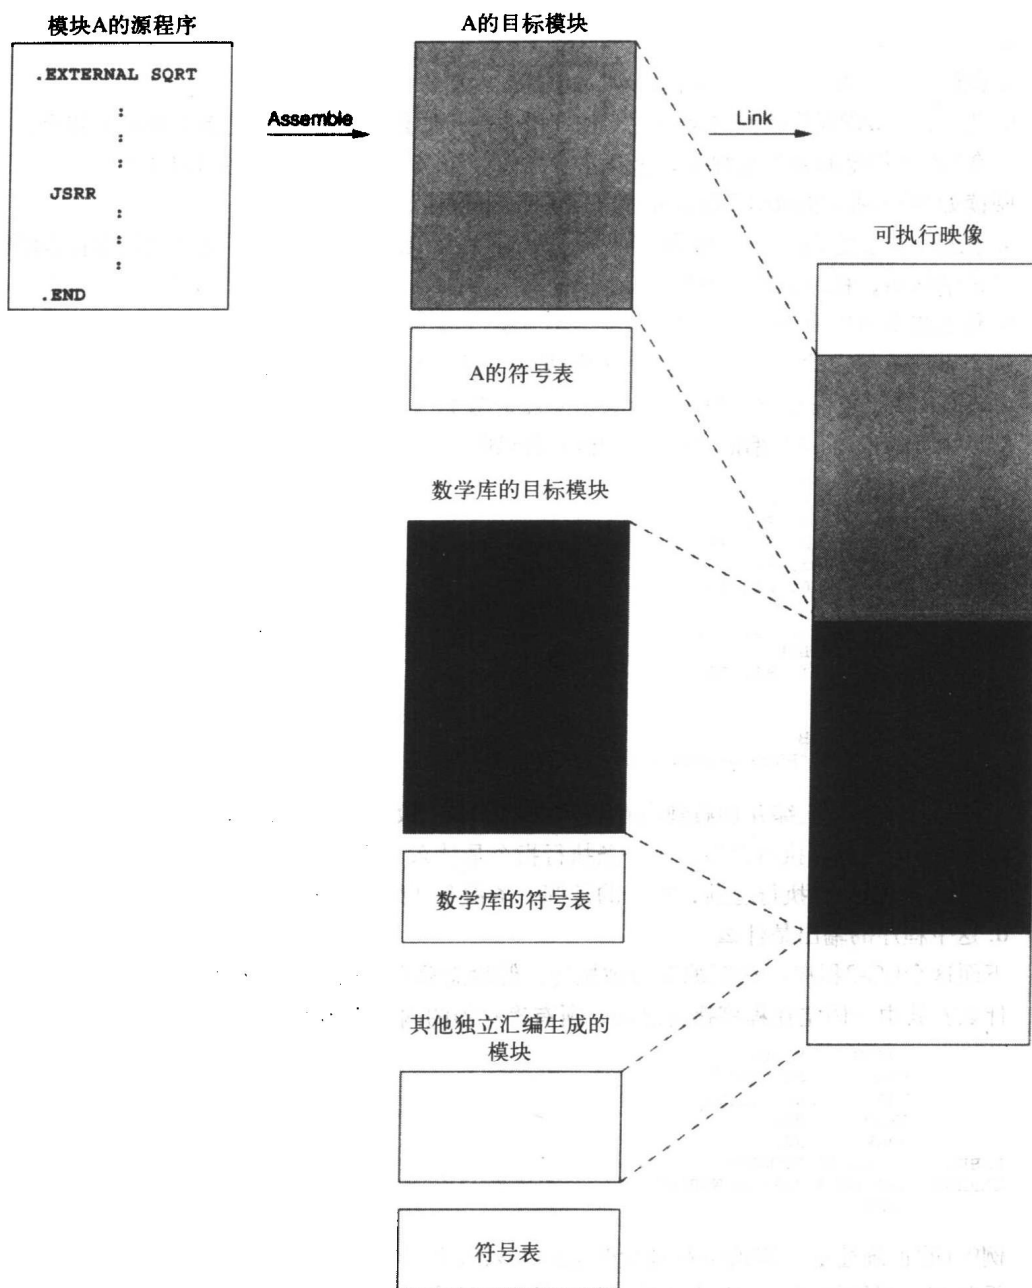 模块A的源程序
.EXTERNAL SQRT
:
:
:
JSRR
:
:
:
.END
Assemble
A的目标模块
A的符号表
Link
可执行映像
数学库的目标模块
数学库的符号表
其他独立汇编生成的
模块
符号表